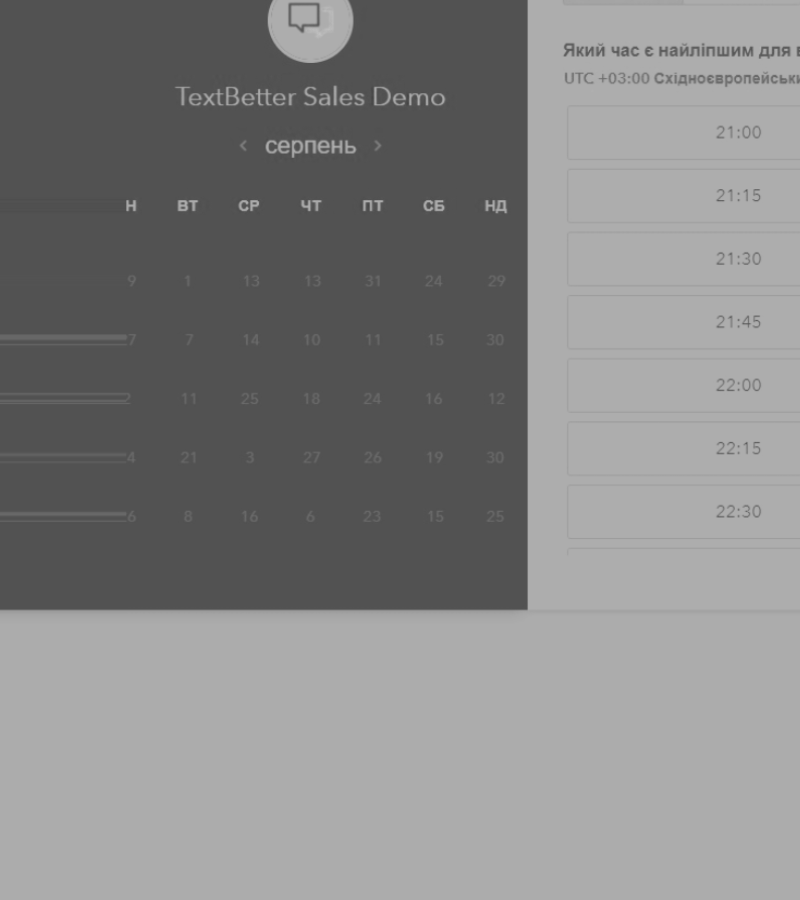 TextBetter Sales Demo
‹ серпень ›
Н ВТ СР ЧТ ПТ СБ НД
9 1 13 13 31 24 29
7 7 14 10 11 15 30
2 11 25 18 24 16 12
4 21 3 27 26 19 30
6 8 16 6 23 15 25
Який час є найліпшим для
UTC +03:00 Східноєвропейськи
21:00
21:15
21:30
21:45
22:00
22:15
22:30